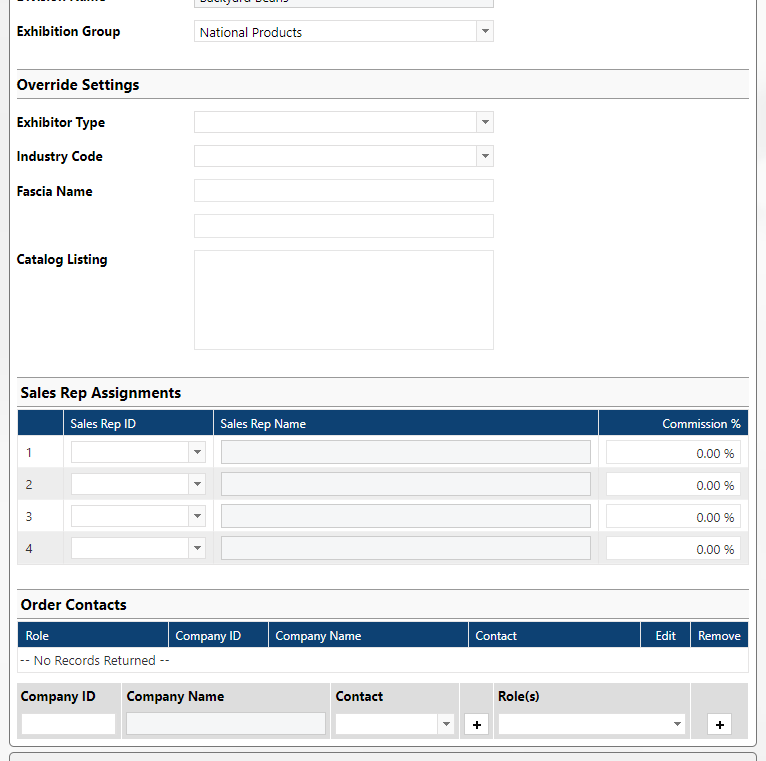 Division Name Backyard Beans
Exhibition Group National Products
Override Settings
Exhibitor Type
Industry Code
Fascia Name
Catalog Listing
Sales Rep Assignments
Sales Rep ID Sales Rep Name Commission %
1 0.00 %
2 0.00 %
3 0.00 %
4 0.00 %
Order Contacts
Role Company ID Company Name Contact Edit Remove
-- No Records Returned --
Company ID Company Name Contact Role(s)
+ +